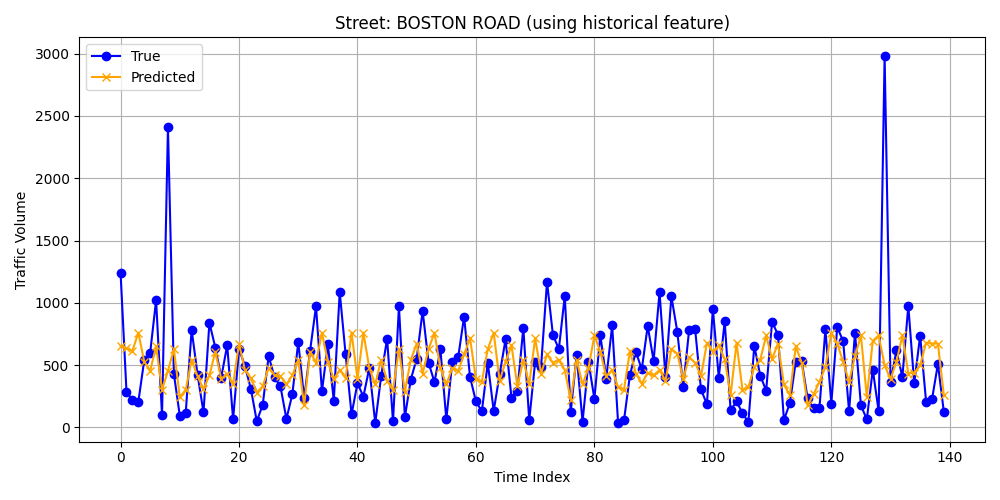 Street: BOSTON ROAD (using historical feature)
True
Predicted
Traffic Volume
3000
2500
2000
1500
1000
500
0
0 20 40 60 80 100 120 140
Time Index